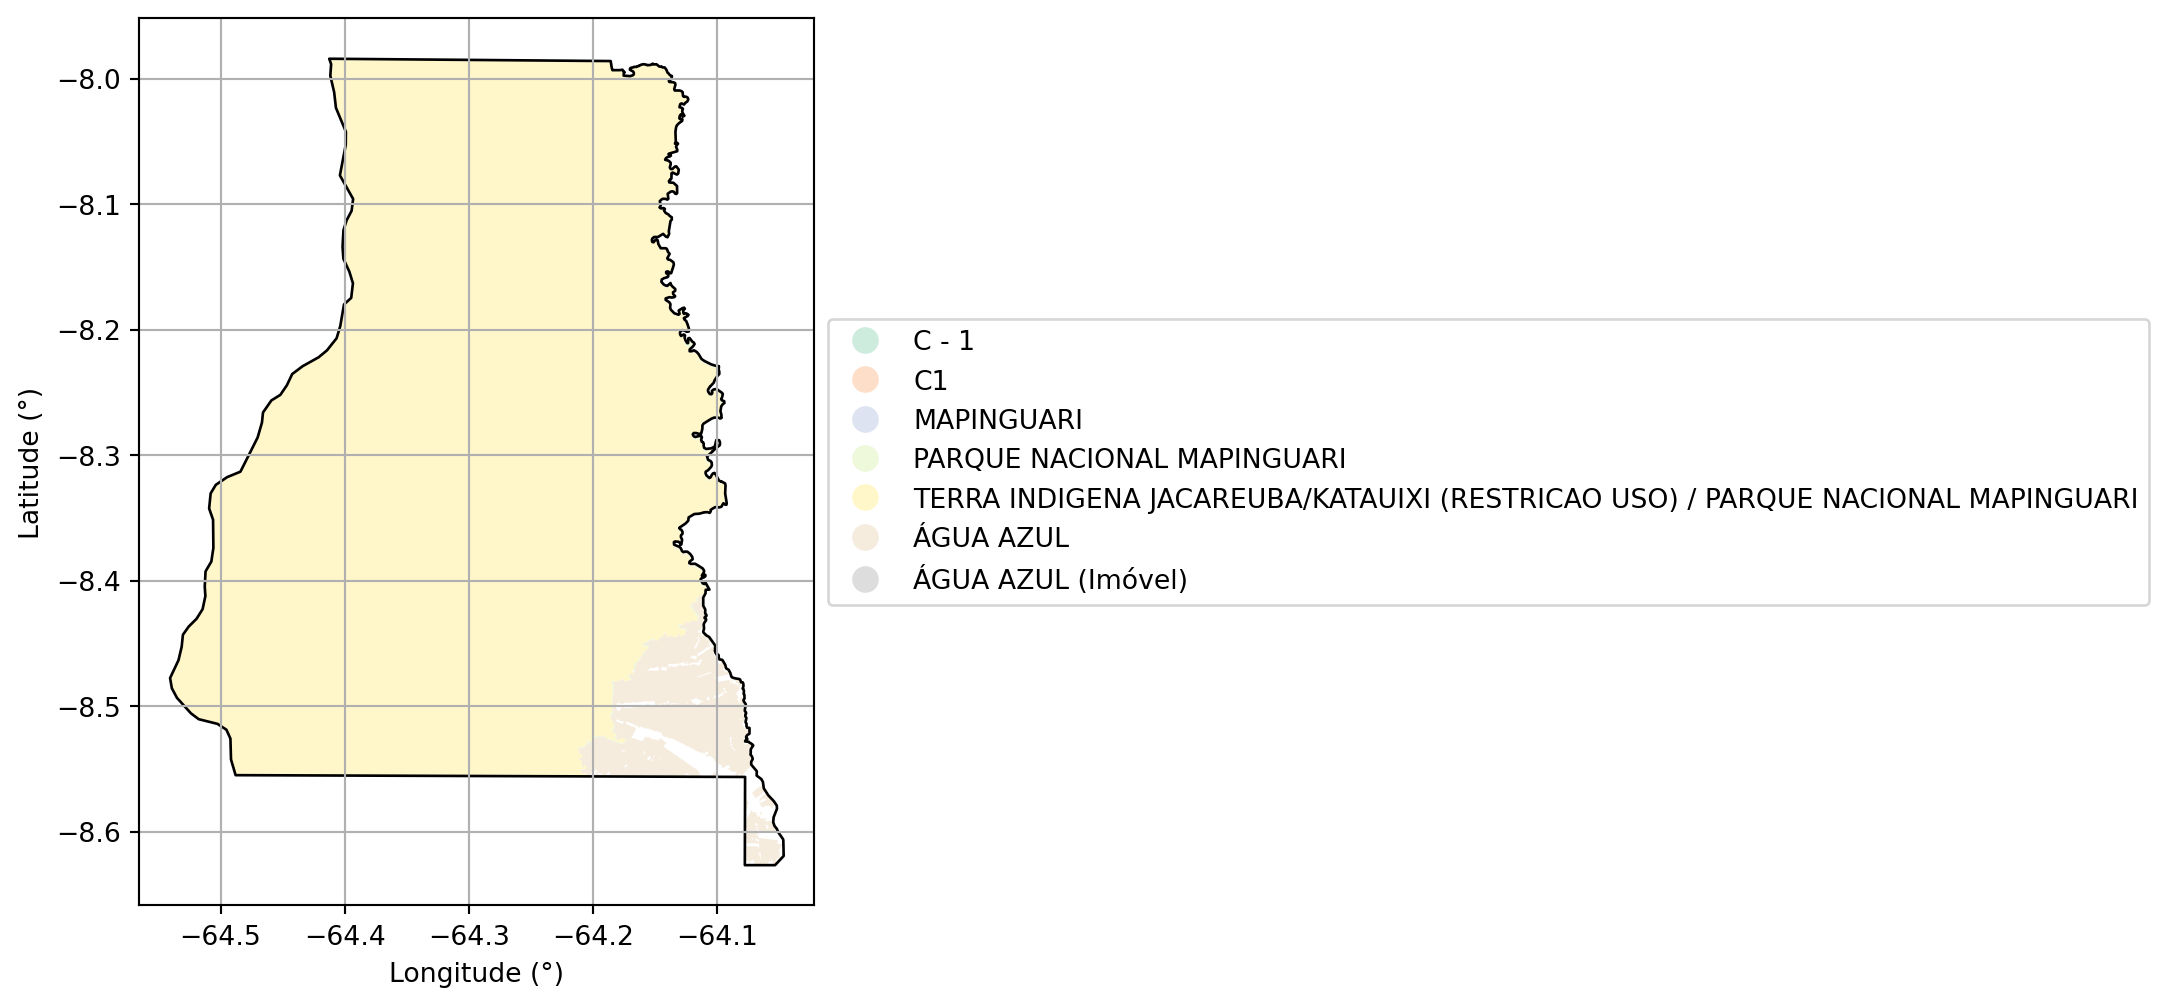 −8.0
−8.1
−8.2
−8.3
−8.4
−8.5
−8.6
Latitude (°)
−64.5 −64.4 −64.3 −64.2 −64.1
Longitude (°)
C - 1
C1
MAPINGUARI
PARQUE NACIONAL MAPINGUARI
TERRA INDIGENA JACAREUBA/KATAUIXI (RESTRICAO USO) / PARQUE NACIONAL MAPINGUARI
ÁGUA AZUL
ÁGUA AZUL (Imóvel)